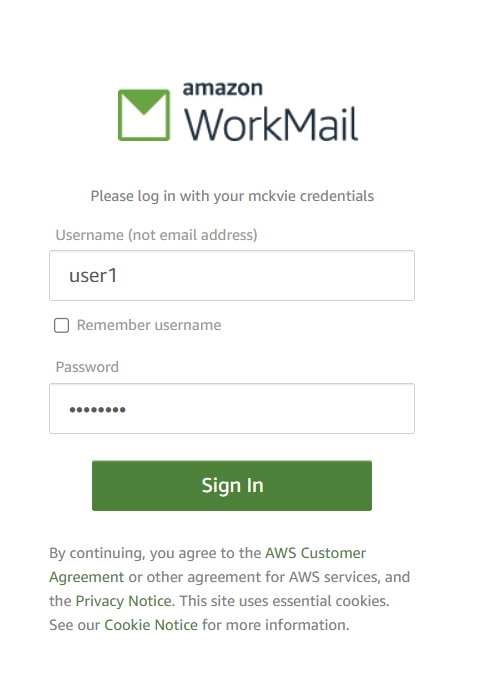 amazon
WorkMail
Please log in with your mckvie credentials
Username (not email address)
user1
Remember username
Password
••••••••
Sign In
By continuing, you agree to the AWS Customer
Agreement or other agreement for AWS services, and
the Privacy Notice. This site uses essential cookies.
See our Cookie Notice for more information.